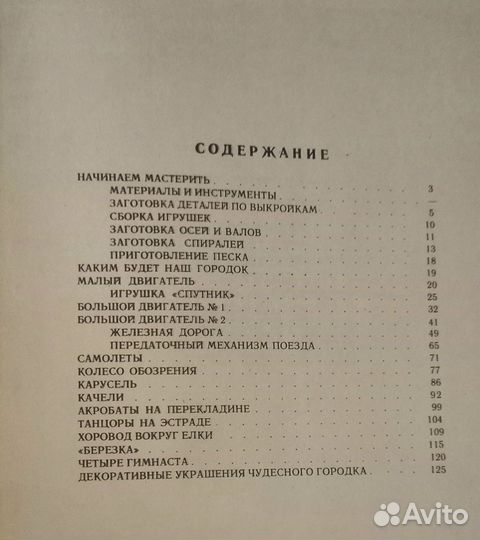 СОДЕРЖАНИЕ
НАЧИНАЕМ МАСТЕРИТЬ . . . . . . . . . . 3
МАТЕРИАЛЫ И ИНСТРУМЕНТЫ . . . . . . . . —
ЗАГОТОВКА ДЕТАЛЕЙ ПО ВЫКРОЙКАМ . . . . . . 5
СБОРКА ИГРУШЕК . . . . . . . . . . 10
ЗАГОТОВКА ОСЕЙ И ВАЛОВ . . . . . . . . 11
ЗАГОТОВКА СПИРАЛЕЙ . . . . . . . . . 13
ПРИГОТОВЛЕНИЕ ПЕСКА . . . . . . . . . 18
КАКИМ БУДЕТ НАШ ГОРОДОК . . . . . . . . . 19
МАЛЫЙ ДВИГАТЕЛЬ . . . . . . . . . . . 20
ИГРУШКА «СПУТНИК» . . . . . . . . . . 25
БОЛЬШОЙ ДВИГАТЕЛЬ № 1 . . . . . . . . . . 32
БОЛЬШОЙ ДВИГАТЕЛЬ № 2 . . . . . . . . . . 41
ЖЕЛЕЗНАЯ ДОРОГА . . . . . . . . . . 49
ПЕРЕДАТОЧНЫЙ МЕХАНИЗМ ПОЕЗДА . . . . . . . 65
САМОЛЕТЫ . . . . . . . . . . . . . 71
КОЛЕСО ОБОЗРЕНИЯ . . . . . . . . . . . 77
КАРУСЕЛЬ . . . . . . . . . . . . . 86
КАЧЕЛИ . . . . . . . . . . . . . . 92
АКРОБАТЫ НА ПЕРЕКЛАДИНЕ . . . . . . . . . 99
ТАНЦОРЫ НА ЭСТРАДЕ . . . . . . . . . . 104
ХОРОВОД ВОКРУГ ЕЛКИ . . . . . . . . . . 109
«БЕРЕЗКА» . . . . . . . . . . . . . 115
ЧЕТЫРЕ ГИМНАСТА . . . . . . . . . . . 120
ДЕКОРАТИВНЫЕ УКРАШЕНИЯ ЧУДЕСНОГО ГОРОДКА . . . . . 125
Avito